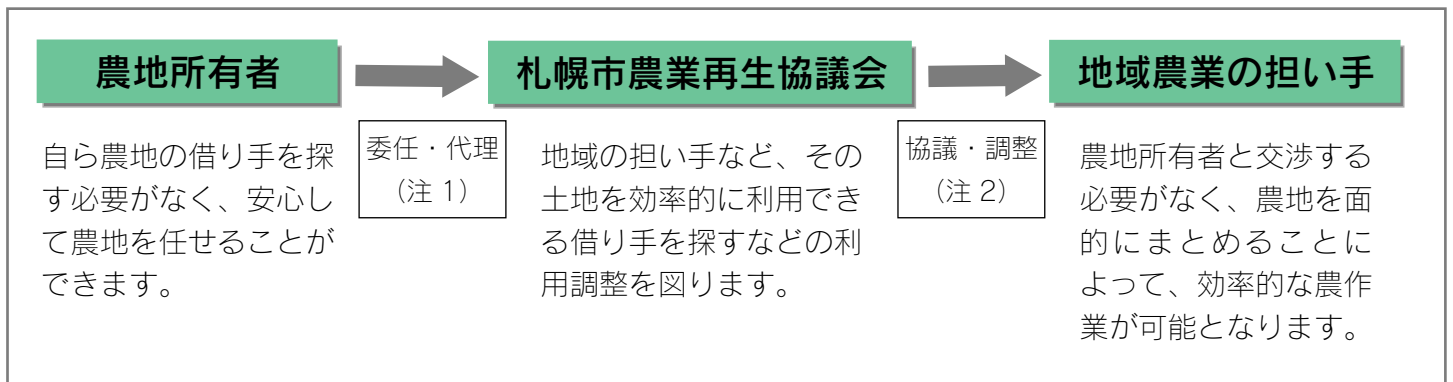 農地所有者
自ら農地の借り手を探
す必要がなく、安心し
て農地を任せることが
できます。
委任・代理
（注 1）
札幌市農業再生協議会
地域の担い手など、その
土地を効率的に利用でき
る借り手を探すなどの利
用調整を図ります。
協議・調整
（注 2）
地域農業の担い手
農地所有者と交渉する
必要がなく、農地を面
的にまとめることに
よって、効率的な農作
業が可能となります。